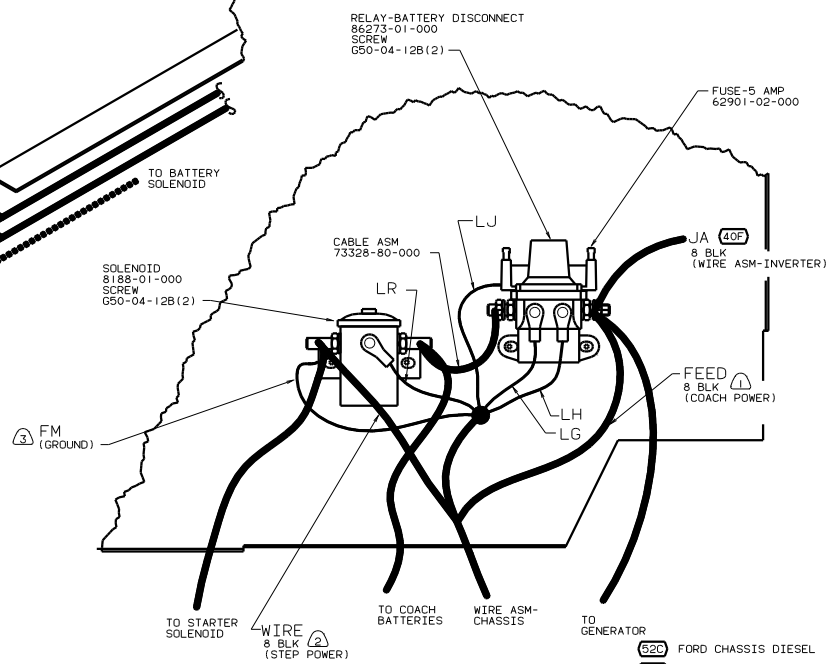 RELAY-BATTERY DISCONNECT
86273-01-000
SCREW
G50-04-12B(2)
FUSE-5 AMP
62901-02-000
TO BATTERY
SOLENOID
LJ
JA 40F
8 BLK
(WIRE ASM-INVERTER)
CABLE ASM
73328-80-000
SOLENOID
8188-01-000
SCREW
G50-04-12B(2)
LR
FEED 1
8 BLK
(COACH POWER)
LH
LG
3 FM
(GROUND)
TO STARTER
SOLENOID
WIRE 2
8 BLK
(STEP POWER)
TO COACH
BATTERIES
WIRE ASM-
CHASSIS
TO
GENERATOR
52C FORD CHASSIS DIESEL